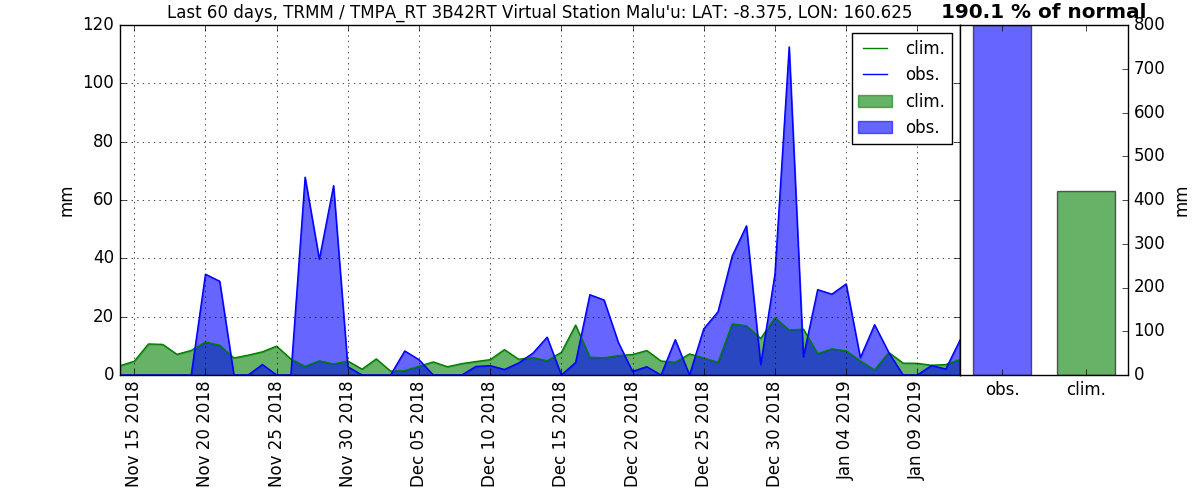 Last 60 days, TRMM / TMPA_RT 3B42RT Virtual Station Malu'u: LAT: -8.375, LON: 160.625
190.1 % of normal
mm
120
100
80
60
40
20
0
clim.
obs.
clim.
obs.
Nov 15 2018
Nov 20 2018
Nov 25 2018
Nov 30 2018
Dec 05 2018
Dec 10 2018
Dec 15 2018
Dec 20 2018
Dec 25 2018
Dec 30 2018
Jan 04 2019
Jan 09 2019
800
700
600
500
400
300
200
100
0
mm
obs.
clim.